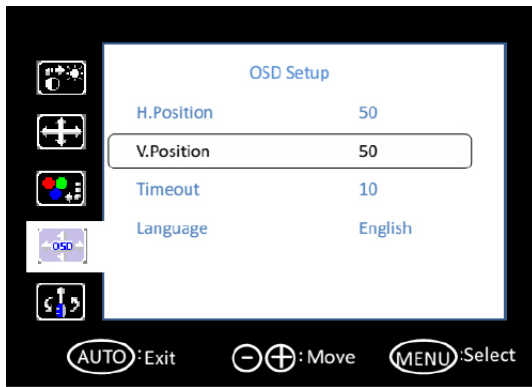 OSD Setup
H.Position 50
V.Position 50
Timeout 10
OSD
Language English
AUTO :Exit - + : Move MENU :Select